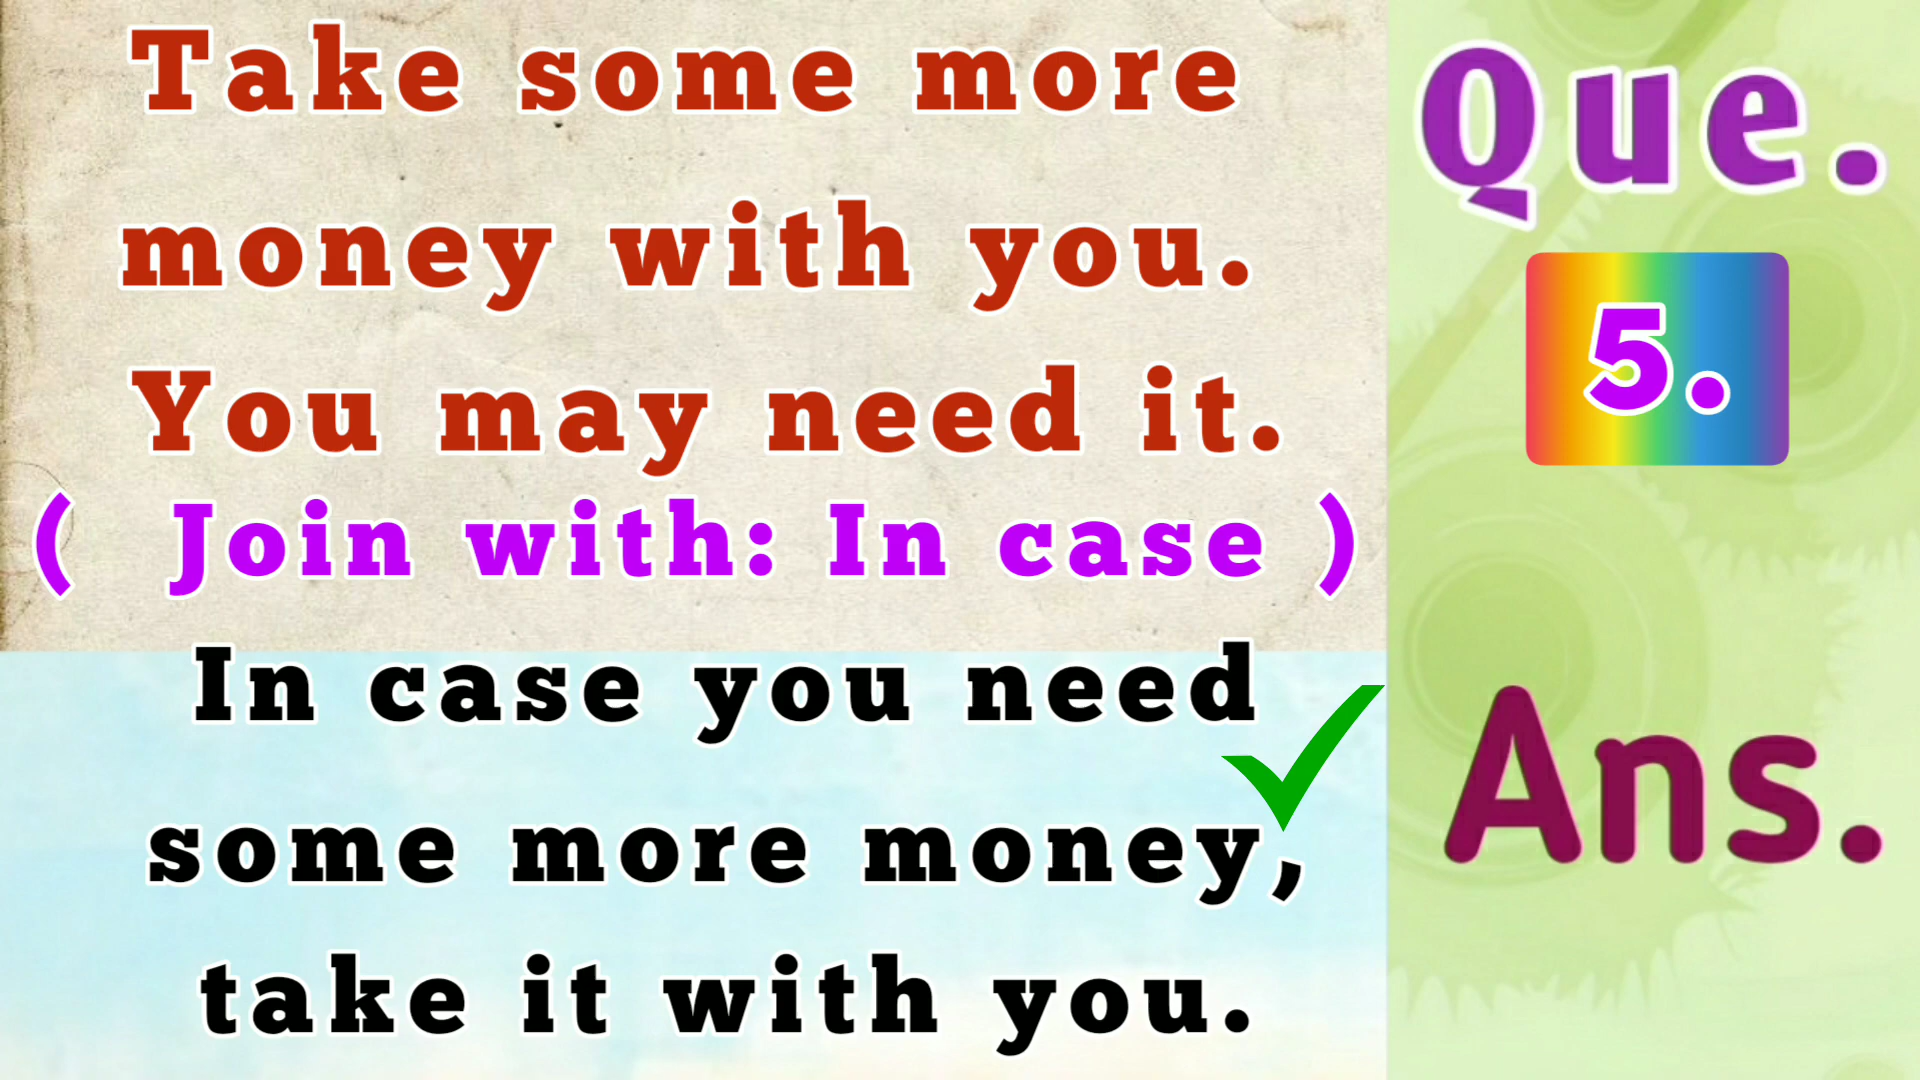 Take some more
money with you.
You may need it.
( Join with: In case )
In case you need
some more money,
take it with you.
Que.
5.
Ans.